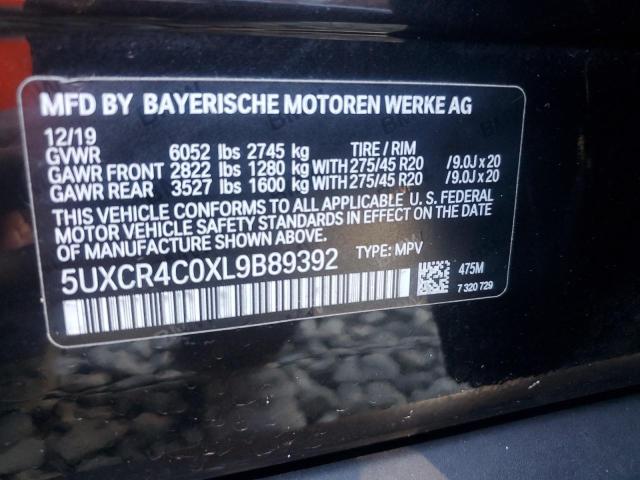 MFD BY BAYERISCHE MOTOREN WERKE AG
12/19
GVWR 6052 lbs 2745 kg TIRE / RIM
GAWR FRONT 2822 lbs 1280 kg WITH 275/45 R20 /9.0J x 20
GAWR REAR 3527 lbs 1600 kg WITH 275/45 R20 /9.0J x 20
THIS VEHICLE CONFORMS TO ALL APPLICABLE U. S. FEDERAL
MOTOR VEHICLE SAFETY STANDARDS IN EFFECT ON THE DATE
OF MANUFACTURE SHOWN ABOVE.
5UXCR4C0XL9B89392 TYPE: MPV
475M
7 320 729